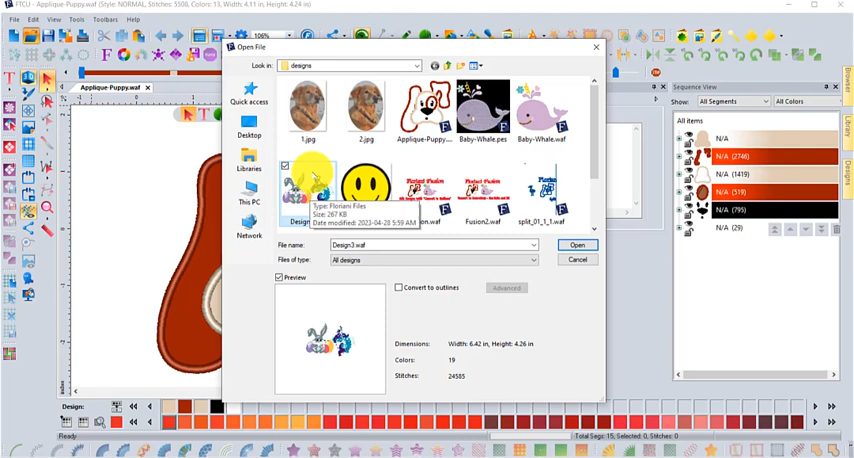 FTCU - Applique-Puppy.waf (Style: NORMAL, Stitches: 5508, Colors: 13, Width: 4.11 in, Height: 4.24 in)
File Edit View Tools Toolbars Help
106%
Applique-Puppy.waf
Open File
Look in: designs
Quick access
Desktop
Libraries
This PC
Network
1.jpg 2.jpg Applique-Puppy.... Baby-Whale.pes Baby-Whale.waf
Fusion2.waf split_01_1_1.waf
Type: Floriani Files
Size: 267 KB
Date modified: 2023-04-28 5:59 AM
File name: Design3.waf Open
Files of type: All designs Cancel
Preview
Convert to outlines Advanced
Dimensions: Width: 6.42 in, Height: 4.26 in
Colors: 19
Stitches: 24585
Sequence View
Show: All Segments All Colors
All items
N/A
N/A (2746)
N/A (1419)
N/A (519)
N/A (795)
N/A (29)
Browser
Library
Design
Design:
Ready
Total Segs: 15, Selected: 0, Stitches: 0